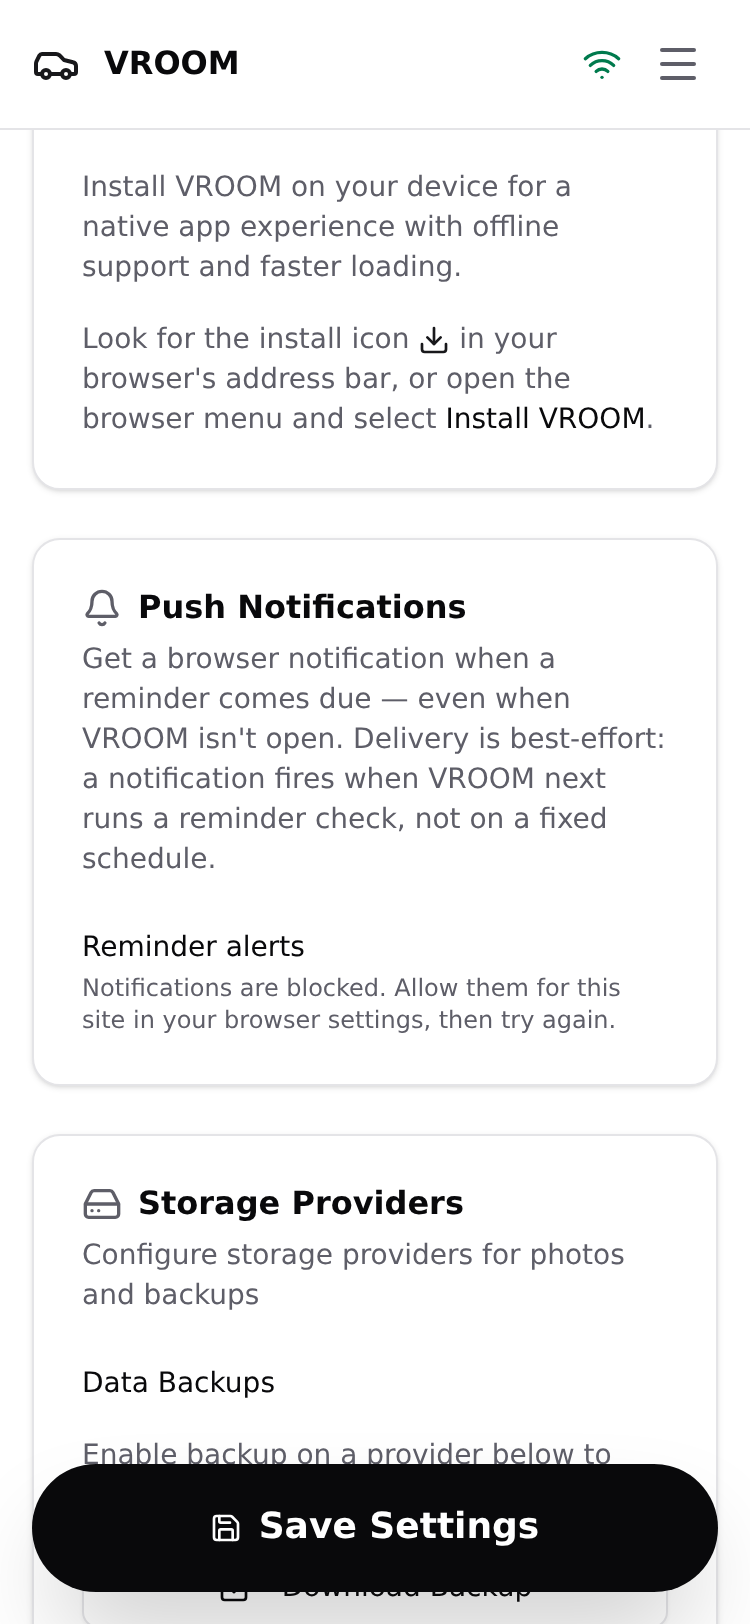 VROOM
Install VROOM on your device for a
native app experience with offline
support and faster loading.
Look for the install icon in your
browser's address bar, or open the
browser menu and select Install VROOM.
Push Notifications
Get a browser notification when a
reminder comes due — even when
VROOM isn't open. Delivery is best-effort:
a notification fires when VROOM next
runs a reminder check, not on a fixed
schedule.
Reminder alerts
Notifications are blocked. Allow them for this
site in your browser settings, then try again.
Storage Providers
Configure storage providers for photos
and backups
Data Backups
Enable backup on a provider below to
Save Settings
Download Backup